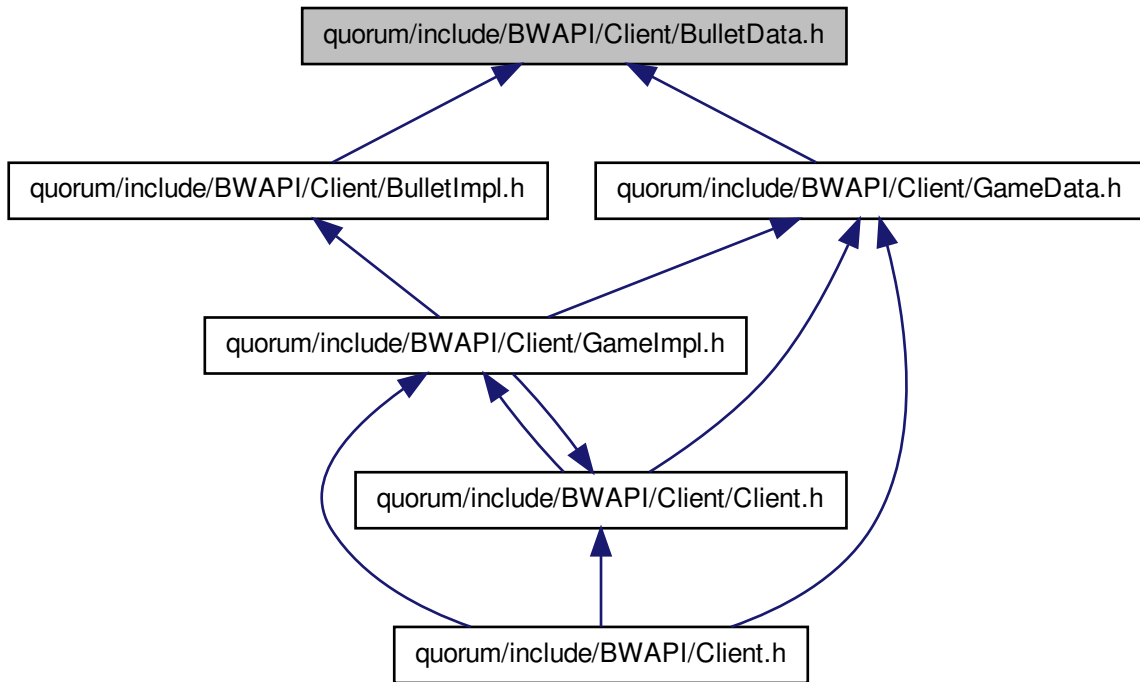 quorum/include/BWAPI/Client/BulletData.h
quorum/include/BWAPI/Client/BulletImpl.h
quorum/include/BWAPI/Client/GameData.h
quorum/include/BWAPI/Client/GameImpl.h
quorum/include/BWAPI/Client/Client.h
quorum/include/BWAPI/Client.h